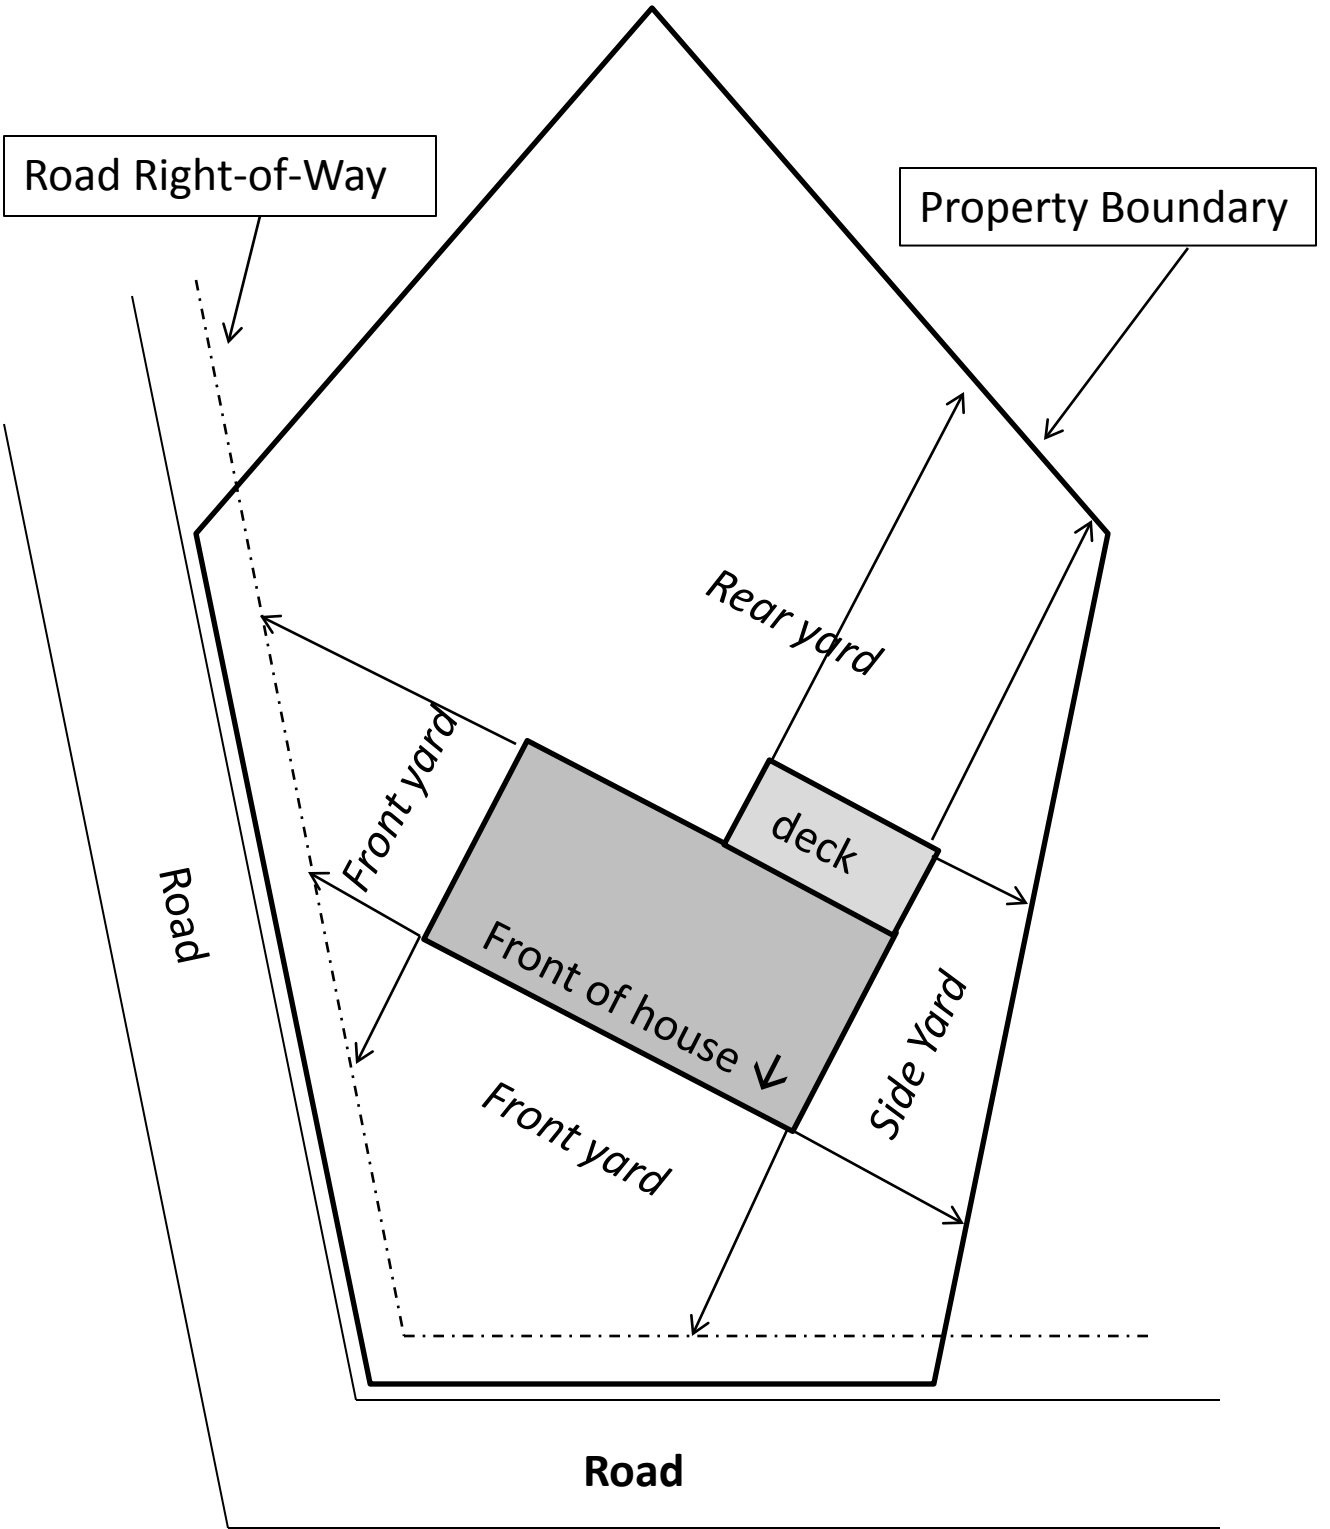 Road Right-of-Way
Property Boundary
Rear yard
Front yard
deck
Road
Front of house
Side Yard
Front yard
Road